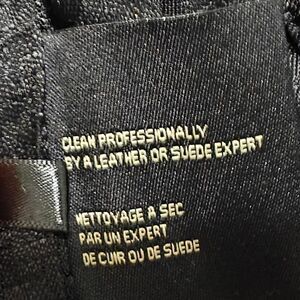 CLEAN PROFESSIONALLY
BY A LEATHER OR SUEDE EXPERT
NETTOYAGE A SEC
PAR UN EXPERT
DE CUIR OU DE SUEDE